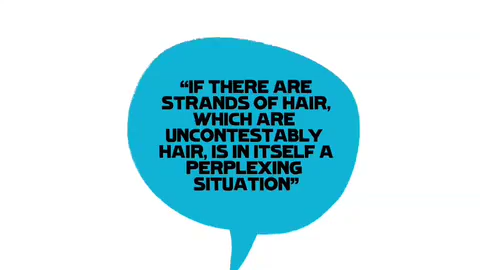 “IF THERE ARE
STRANDS OF HAIR,
WHICH ARE
UNCONTESTABLY
HAIR, IS IN ITSELF A
PERPLEXING
SITUATION”